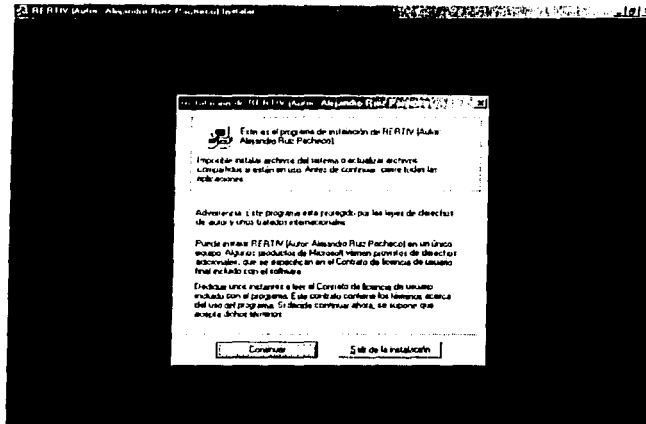 RERTIV (Autor: Alejandro Ruiz Pacheco) Instalar
Instalación de RERTIV (Autor: Alejandro Ruiz
Este es el programa de instalación de RERTIV (Autor:
Alejandro Ruiz Pacheco).
Imposible instalar archivos del sistema o actualizar archivos
compartidos si están en uso. Antes de continuar, cierre todas las
aplicaciones.
Advertencia: Este programa está protegido por las leyes de derechos
de autor y otros tratados internacionales.
Puede instalar RERTIV (Autor: Alejandro Ruiz Pacheco) en un único
equipo. Algunos productos de Microsoft vienen provistos de derechos
adicionales, que se especifican en el Contrato de licencia de usuario
final incluido con el software.
Dedique unos instantes a leer el Contrato de licencia de usuario
incluido con el programa. Este contrato contiene los términos acerca
del uso del programa. Si decide continuar ahora, se supone que
acepta dichos términos.
Continuar
Salir de la instalación